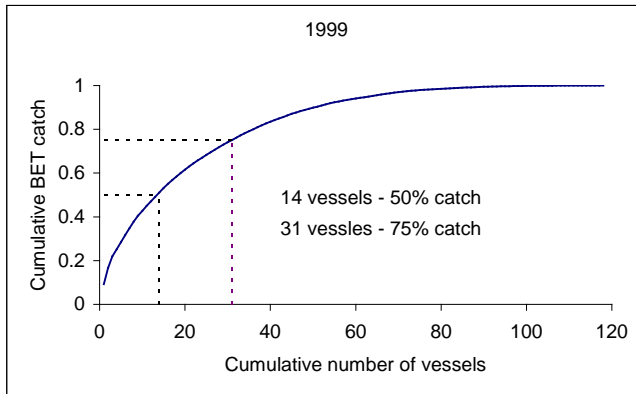 1999
Cumulative BET catch
1
0.8
0.6
0.4
0.2
0
14 vessels - 50% catch
31 vessles - 75% catch
0 20 40 60 80 100 120
Cumulative number of vessels